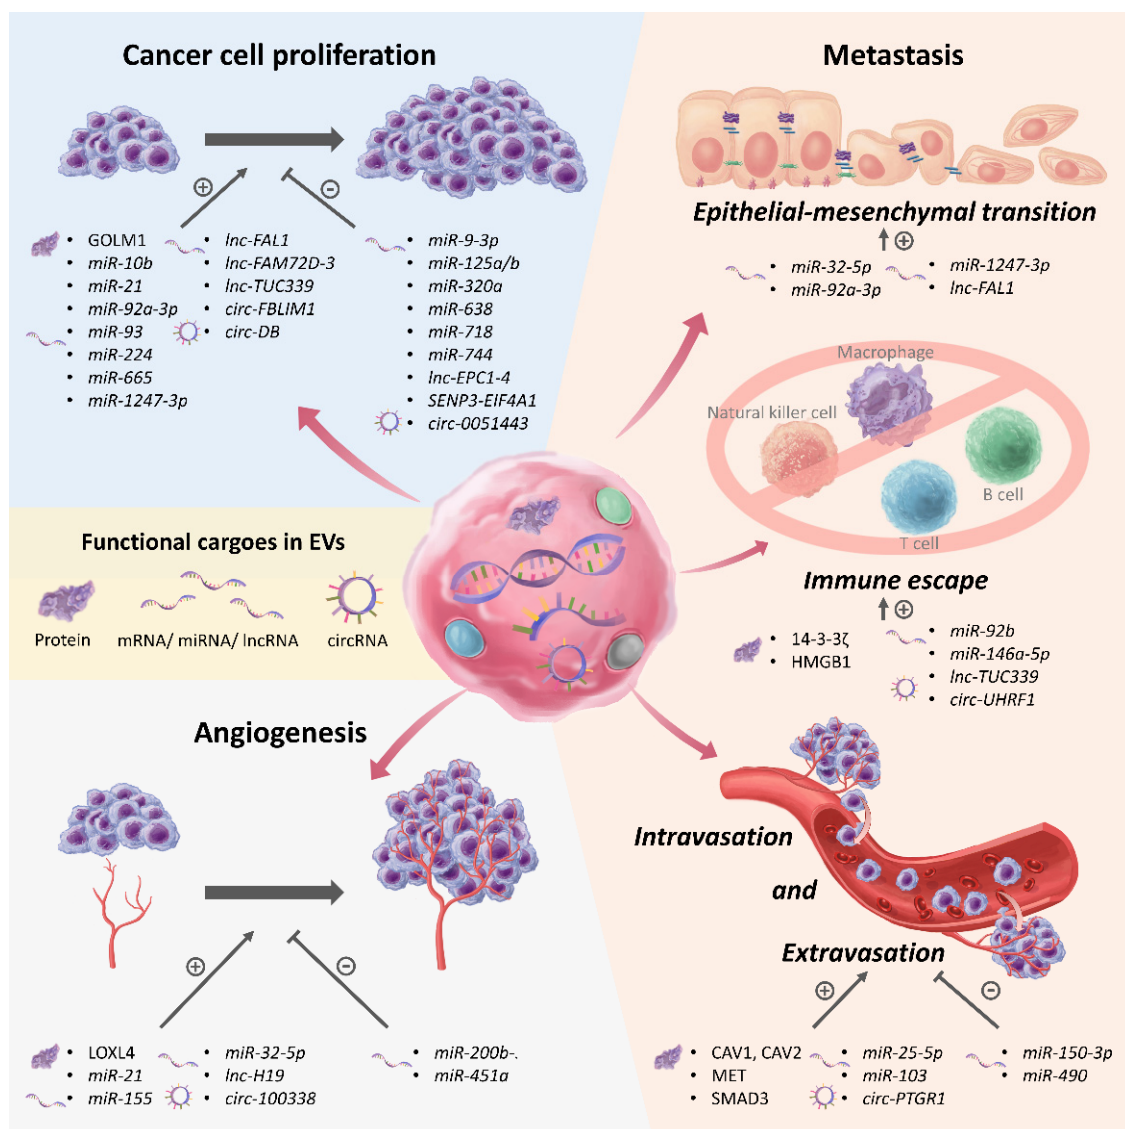 Cancer cell proliferation
GOLM1
miR-10b
miR-21
miR-92a-3p
miR-93
miR-224
miR-665
miR-1247-3p
lnc-FAL1
lnc-FAM72D-3
lnc-TUC339
circ-FBLIM1
circ-DB
miR-9-3p
miR-125a/b
miR-320a
miR-638
miR-718
miR-744
lnc-EPC1-4
SENP3-EIF4A1
circ-0051443
Metastasis
Epithelial-mesenchymal transition
miR-32-5p
miR-92a-3p
miR-1247-3p
lnc-FAL1
Macrophage
Natural killer cell
B cell
T cell
Immune escape
14-3-3ζ
HMGB1
miR-92b
miR-146a-5p
lnc-TUC339
circ-UHRF1
Functional cargoes in EVs
Protein
mRNA/ miRNA/ lncRNA
circRNA
Angiogenesis
LOXL4
miR-21
miR-155
miR-32-5p
lnc-H19
circ-100338
miR-200b-.
miR-451a
Intravasation
and
Extravasation
CAV1, CAV2
MET
SMAD3
miR-25-5p
miR-103
circ-PTGR1
miR-150-3p
miR-490